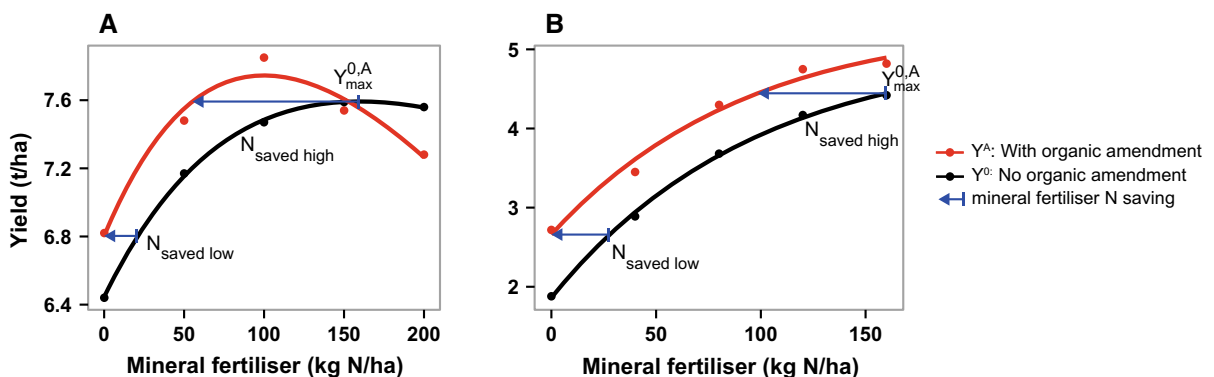 A
Yield (t/ha)
7.6
7.2
6.8
6.4
Y0,A max
N saved high
N saved low
0 50 100 150 200
Mineral fertiliser (kg N/ha)
B
5
4
3
2
Y0,A max
N saved high
N saved low
0 50 100 150
Mineral fertiliser (kg N/ha)
YA: With organic amendment
Y0: No organic amendment
mineral fertiliser N saving